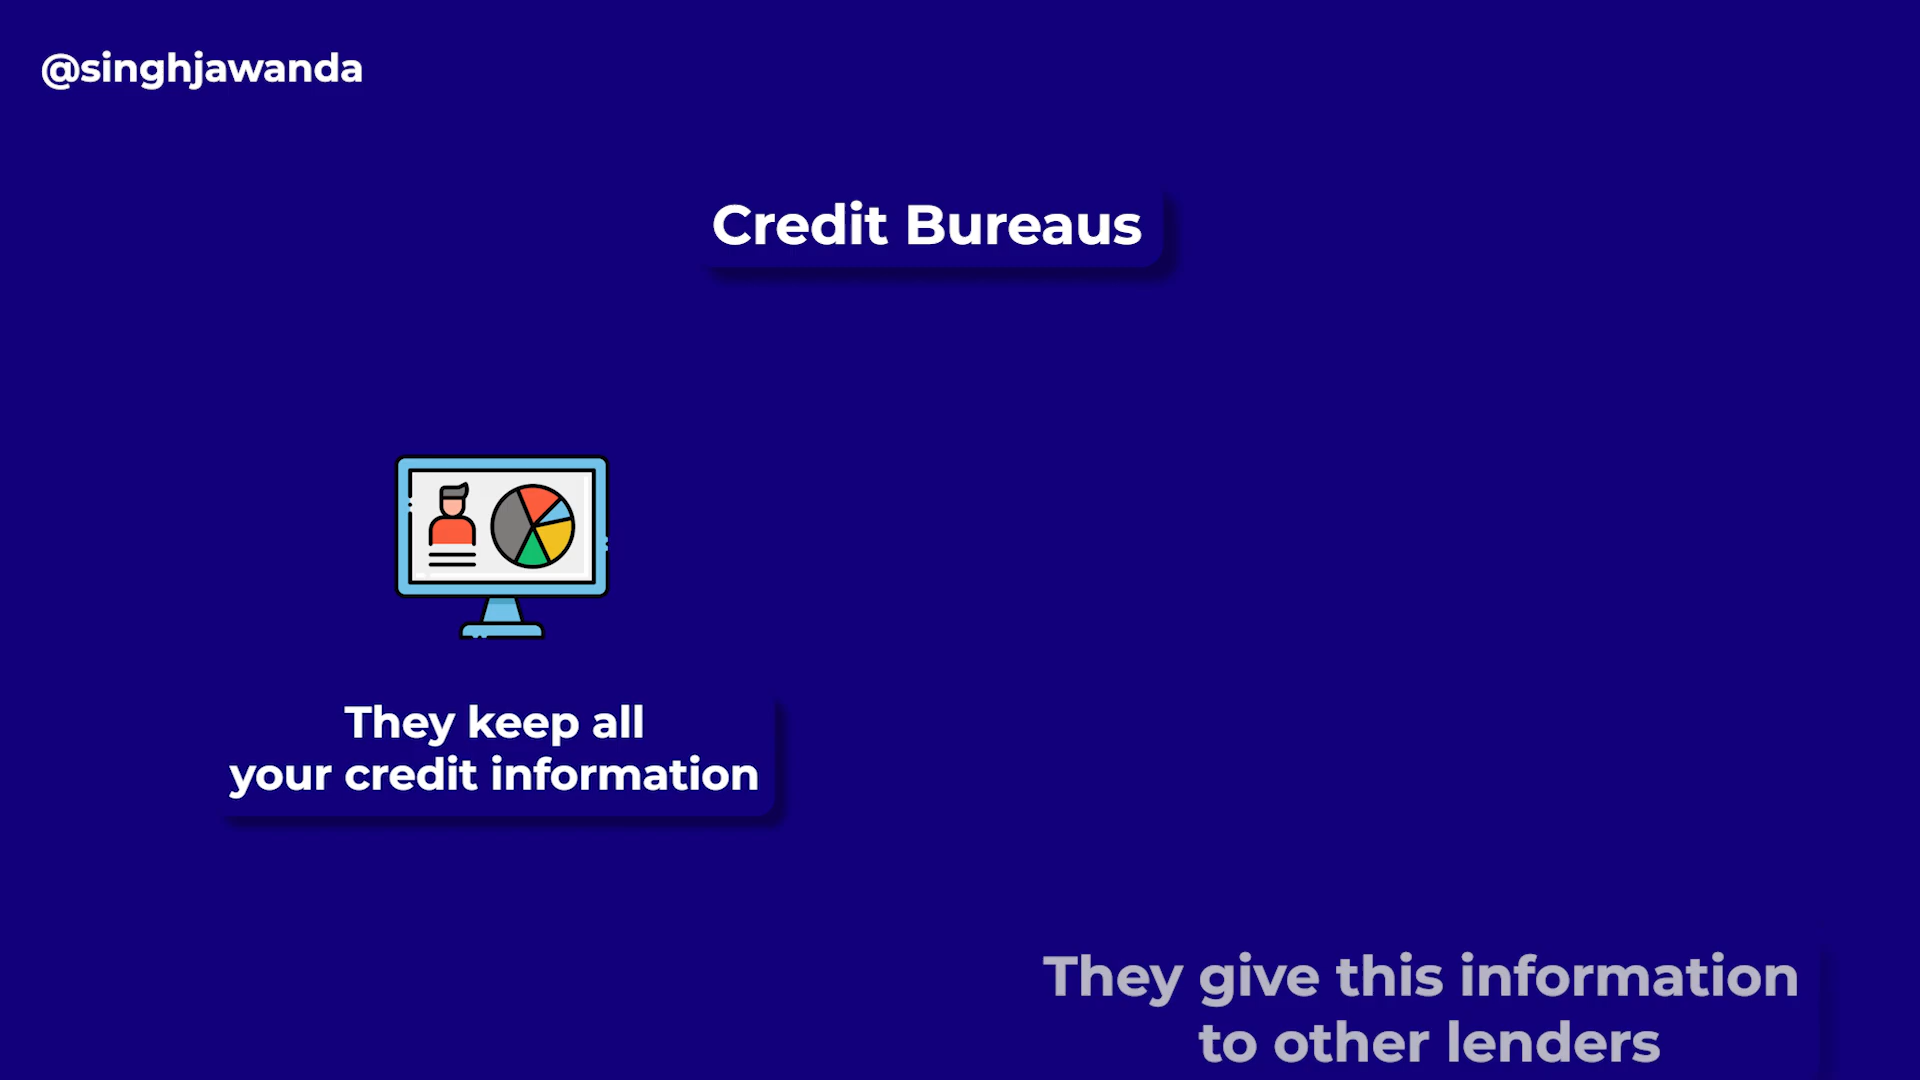 @singhjawanda
Credit Bureaus
They keep all
your credit information
They give this information
to other lenders